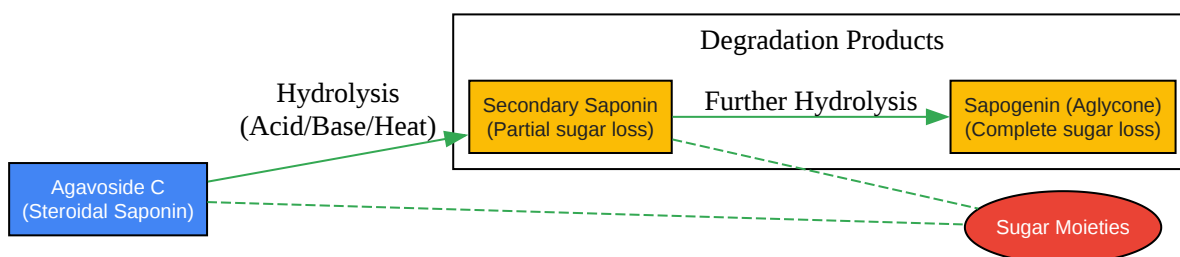 Degradation Products
Hydrolysis
(Acid/Base/Heat)
Secondary Saponin
(Partial sugar loss)
Further Hydrolysis
Sapogenin (Aglycone)
(Complete sugar loss)
Agavoside C
(Steroidal Saponin)
Sugar Moieties